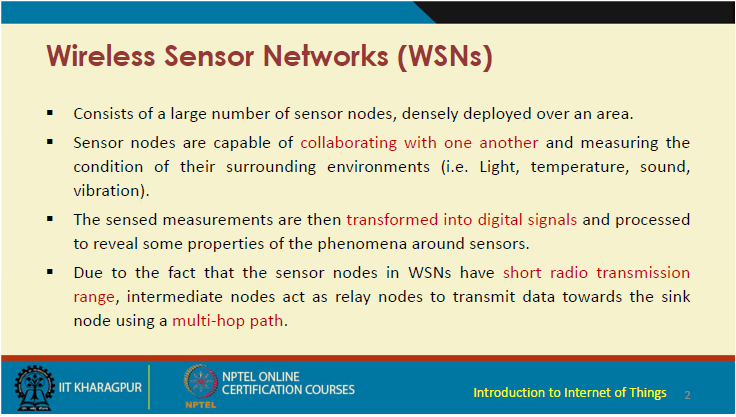 Wireless Sensor Networks (WSNs)
▪ Consists of a large number of sensor nodes, densely deployed over an area.
▪ Sensor nodes are capable of collaborating with one another and measuring the
condition of their surrounding environments (i.e. Light, temperature, sound,
vibration).
▪ The sensed measurements are then transformed into digital signals and processed
to reveal some properties of the phenomena around sensors.
▪ Due to the fact that the sensor nodes in WSNs have short radio transmission
range, intermediate nodes act as relay nodes to transmit data towards the sink
node using a multi-hop path.
IIT KHARAGPUR
NPTEL
NPTEL ONLINE
CERTIFICATION COURSES
Introduction to Internet of Things
2